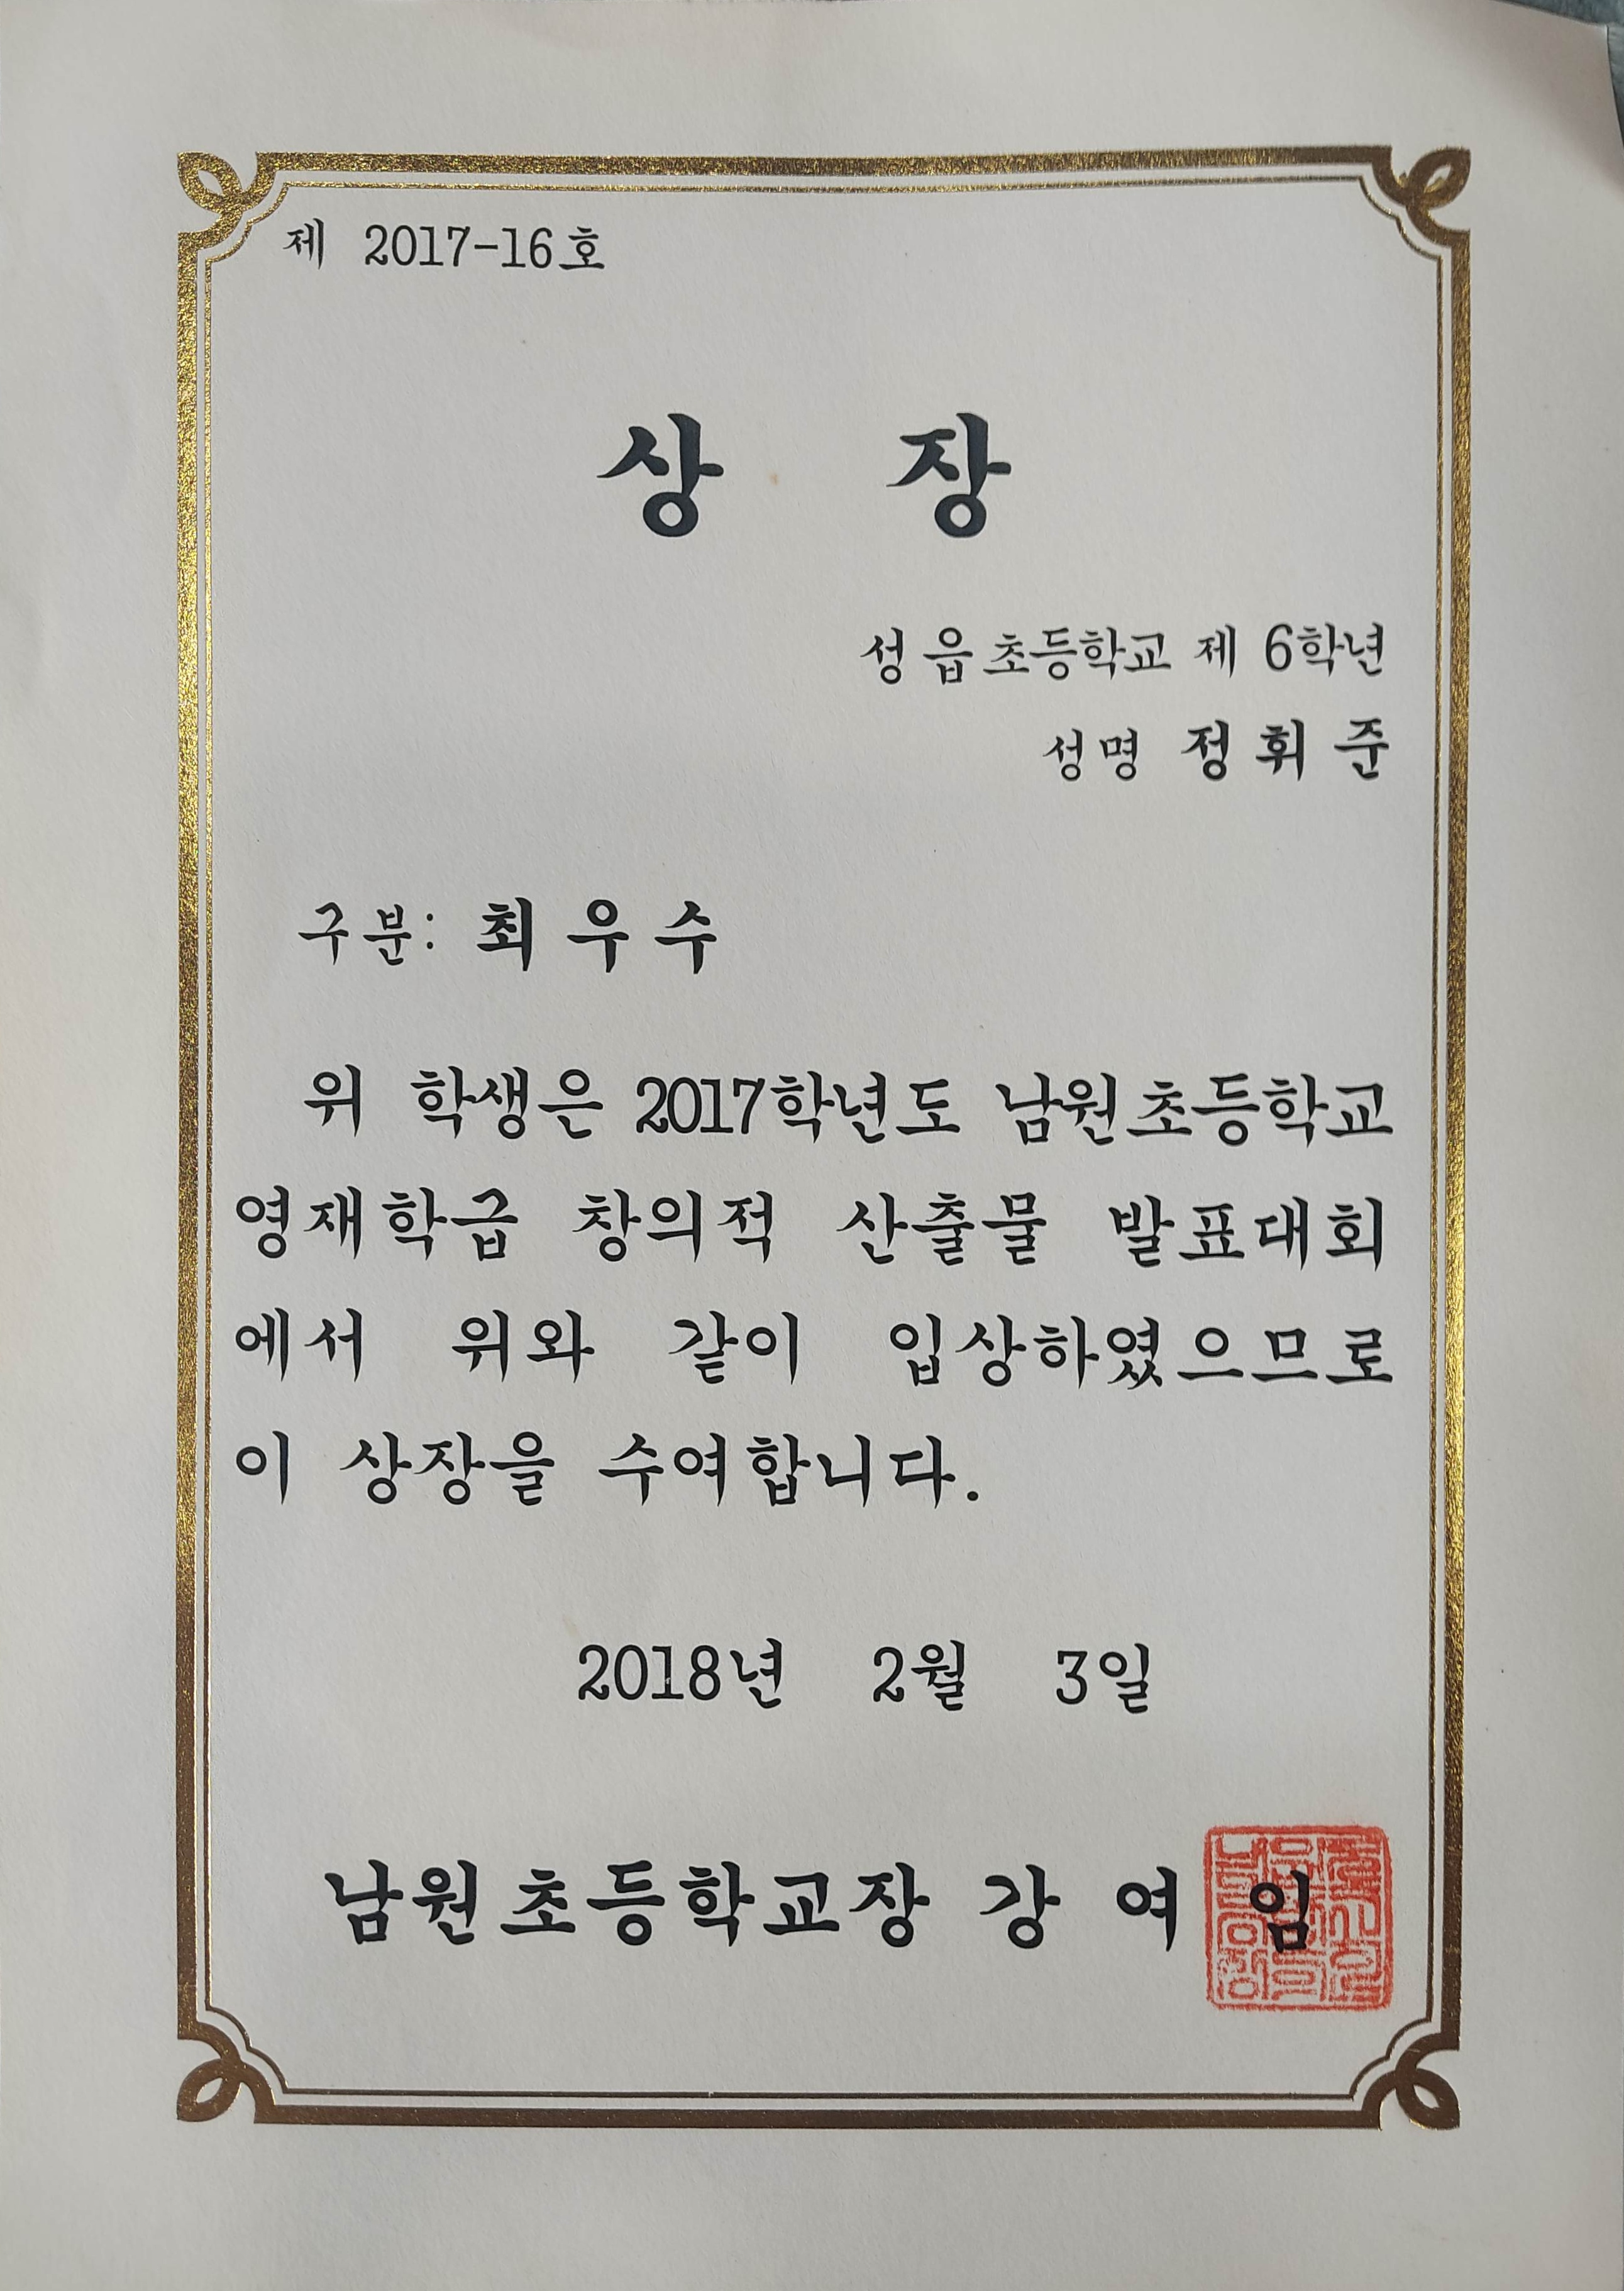 제 2017-16호
상 장
성읍초등학교 제 6학년
성명 정휘준
구분: 최우수
위 학생은 2017학년도 남원초등학교
영재학급 창의적 산출물 발표대회
에서 위와 같이 입상하였으므로
이 상장을 수여합니다.
2018년 2월 3일
남원초등학교장 강 여 임